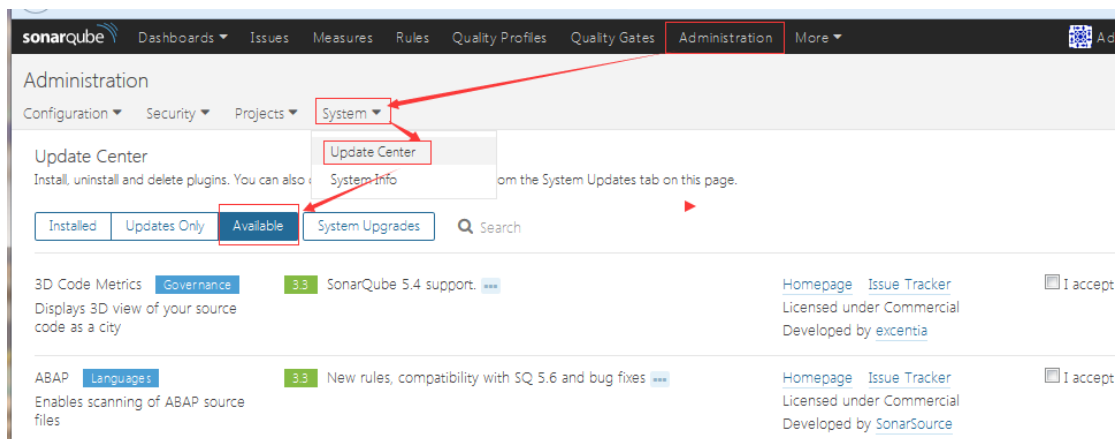 sonarqube Dashboards Issues Measures Rules Quality Profiles Quality Gates Administration More Ad
Administration
Configuration Security Projects System
Update Center
System Info
Update Center
Install, uninstall and delete plugins. You can also om the System Updates tab on this page.
Installed Updates Only Available System Upgrades Search
3D Code Metrics Governance 3.3 SonarQube 5.4 support. Homepage Issue Tracker I accept
Displays 3D view of your source Licensed under Commercial
code as a city Developed by excentia
ABAP Languages 3.3 New rules, compatibility with SQ 5.6 and bug fixes Homepage Issue Tracker I accept
Enables scanning of ABAP source Licensed under Commercial
files Developed by SonarSource